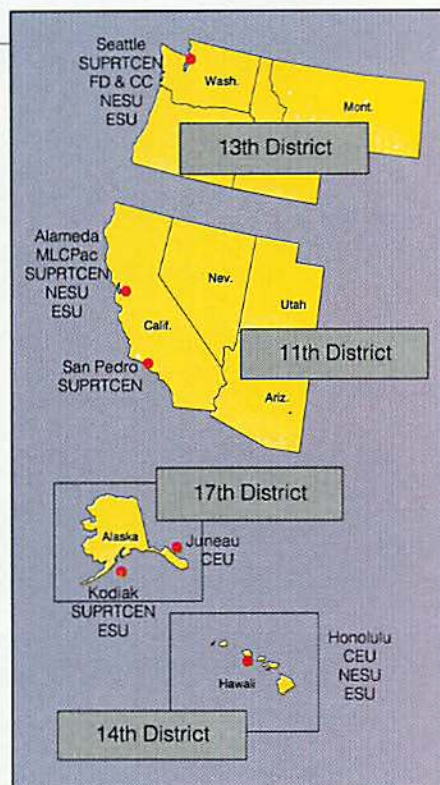 Seattle
SUPRTCEN
FD & CC
NESU
ESU
Wash.
Mont.
13th District
Alameda
MLCPac
SUPRTCEN
NESU
ESU
Nev.
Utah
Calif.
11th District
San Pedro
SUPRTCEN
Ariz.
17th District
Alaska
Juneau
CEU
Kodiak
SUPRTCEN
ESU
Honolulu
CEU
NESU
ESU
Hawaii
14th District